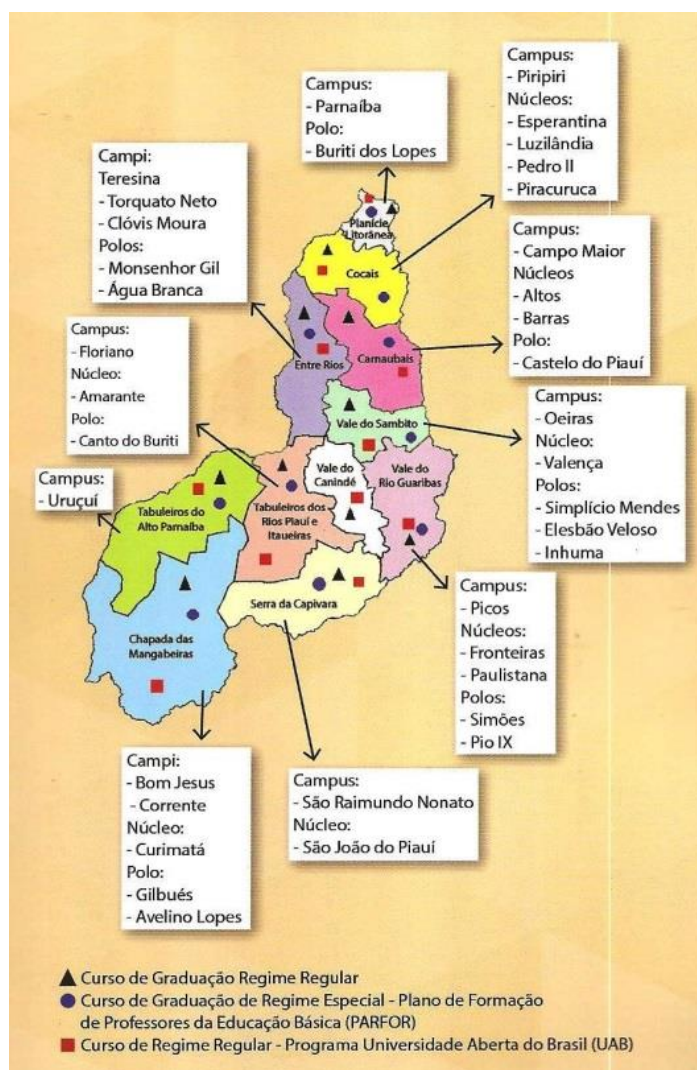 Campus:
- Parnaíba
Polo:
- Buriti dos Lopes
Campus:
- Piripiri
Núcleos:
- Esperantina
- Luzilândia
- Pedro II
- Piracuruca
Campi:
Teresina
- Torquato Neto
- Clóvis Moura
Polos:
- Monsenhor Gil
- Água Branca
Campus:
- Campo Maior
Núcleos
- Altos
- Barras
Polo:
- Castelo do Piauí
Campus:
- Floriano
Núcleo:
- Amarante
Polo:
- Canto do Buriti
Campus:
- Oeiras
Núcleo:
- Valença
Polos:
- Simplício Mendes
- Elesbão Veloso
- Inhuma
Campus:
- Uruçuí
Planície
Litorânea
Cocais
Entre Rios
Carnaubais
Vale do Sambito
Vale do
Canindé
Vale do
Rio Guaribas
Tabuleiros do
Alto Parnaíba
Tabuleiros dos
Rios Piauí e
Itaueiras
Serra da Capivara
Chapada das
Mangabeiras
Campus:
- Picos
Núcleos:
- Fronteiras
- Paulistana
Polos:
- Simões
- Pio IX
Campi:
- Bom Jesus
- Corrente
Núcleo:
- Curimatá
Polo:
- Gilbués
- Avelino Lopes
Campus:
- São Raimundo Nonato
Núcleo:
- São João do Piauí
Curso de Graduação Regime Regular
Curso de Graduação de Regime Especial - Plano de Formação
de Professores da Educação Básica (PARFOR)
Curso de Regime Regular - Programa Universidade Aberta do Brasil (UAB)